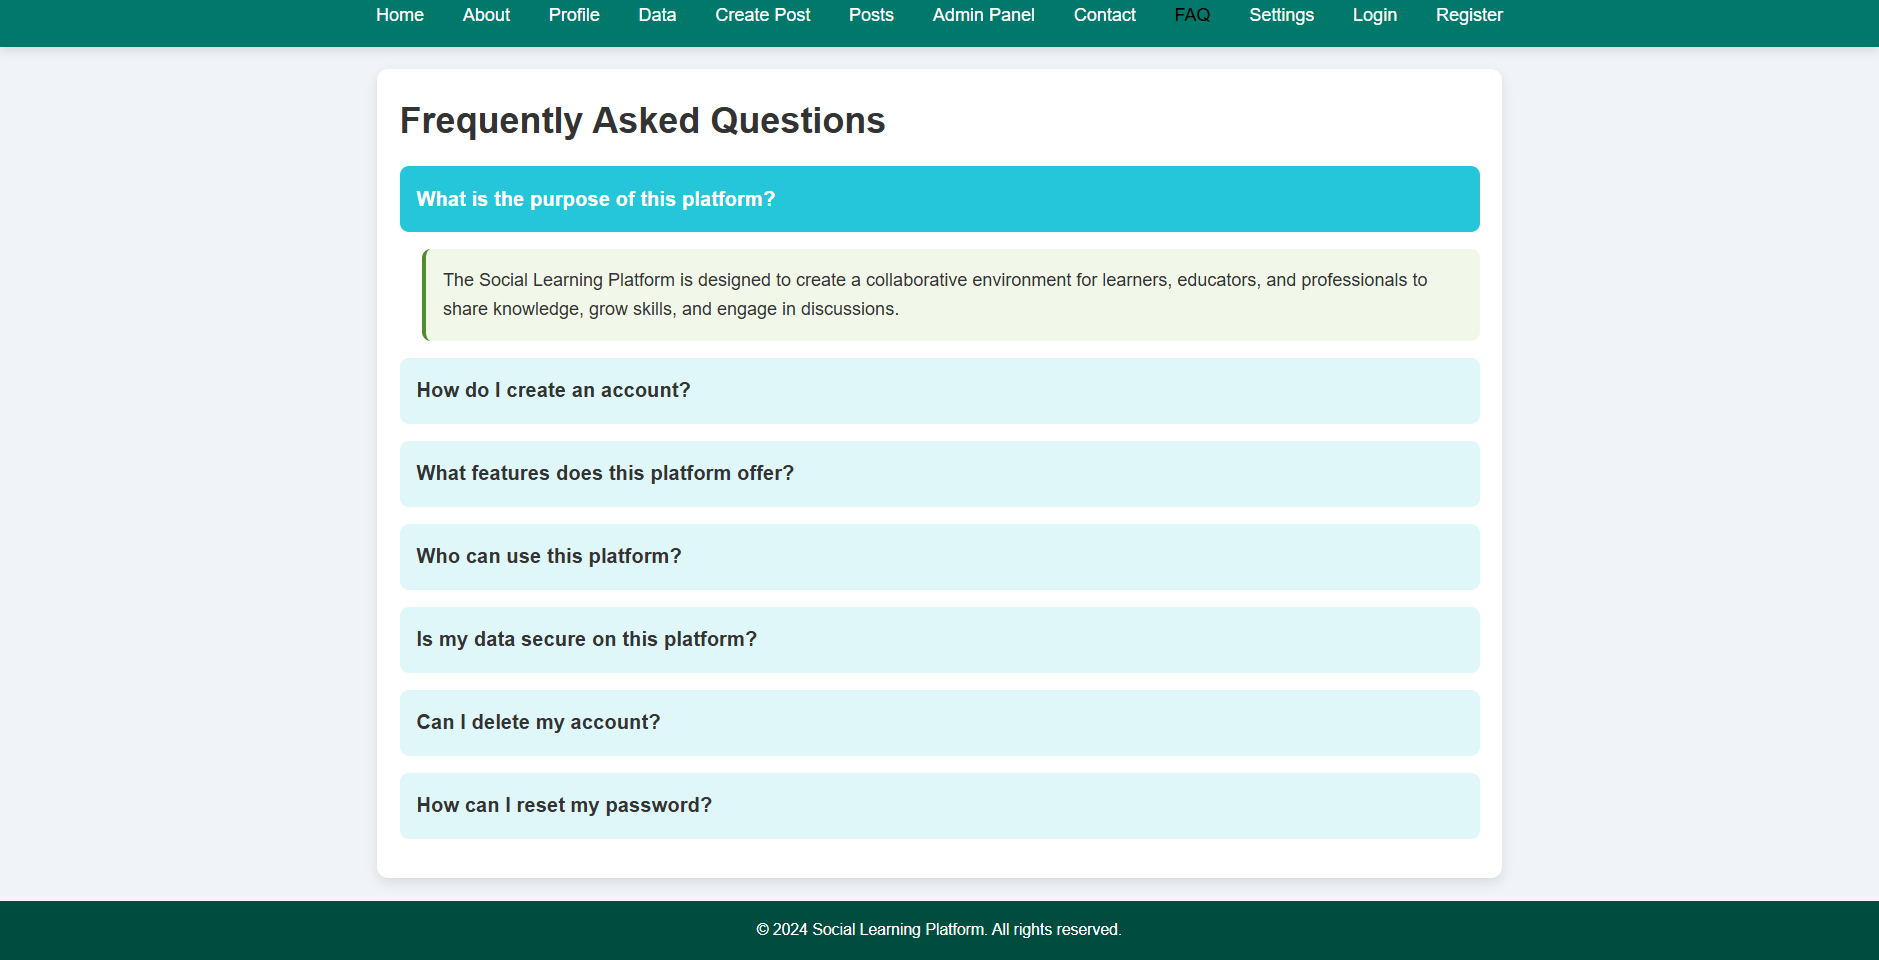 Home About Profile Data Create Post Posts Admin Panel Contact FAQ Settings Login Register
Frequently Asked Questions
What is the purpose of this platform?
The Social Learning Platform is designed to create a collaborative environment for learners, educators, and professionals to
share knowledge, grow skills, and engage in discussions.
How do I create an account?
What features does this platform offer?
Who can use this platform?
Is my data secure on this platform?
Can I delete my account?
How can I reset my password?
© 2024 Social Learning Platform. All rights reserved.